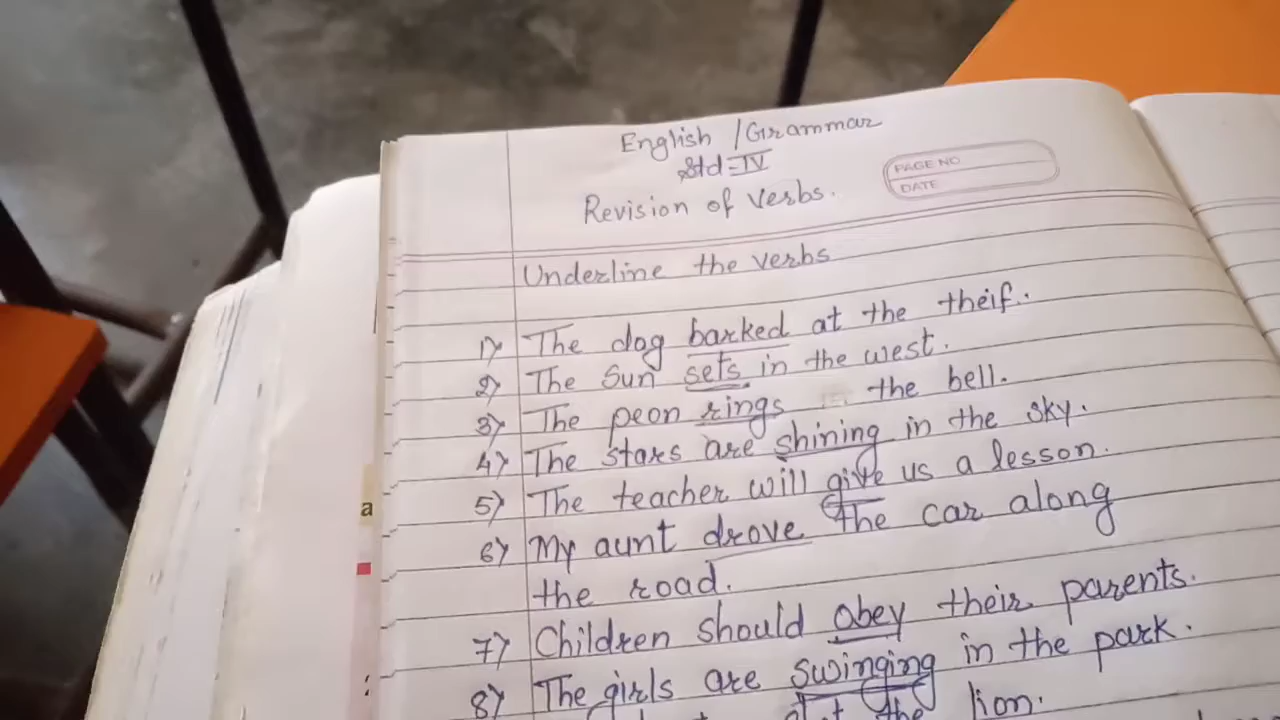 English /Grammar
Std-IV
PAGE NO
DATE
Revision of verbs.
Underline the verbs
1) The dog barked at the theif.
2) The Sun sets in the west.
3) The peon rings the bell.
4) The stars are shining in the sky.
5) The teacher will give us a lesson.
6) My aunt drove the car along
the road.
7) Children should obey their parents.
8) The girls are swinging in the park.
the lion.
a